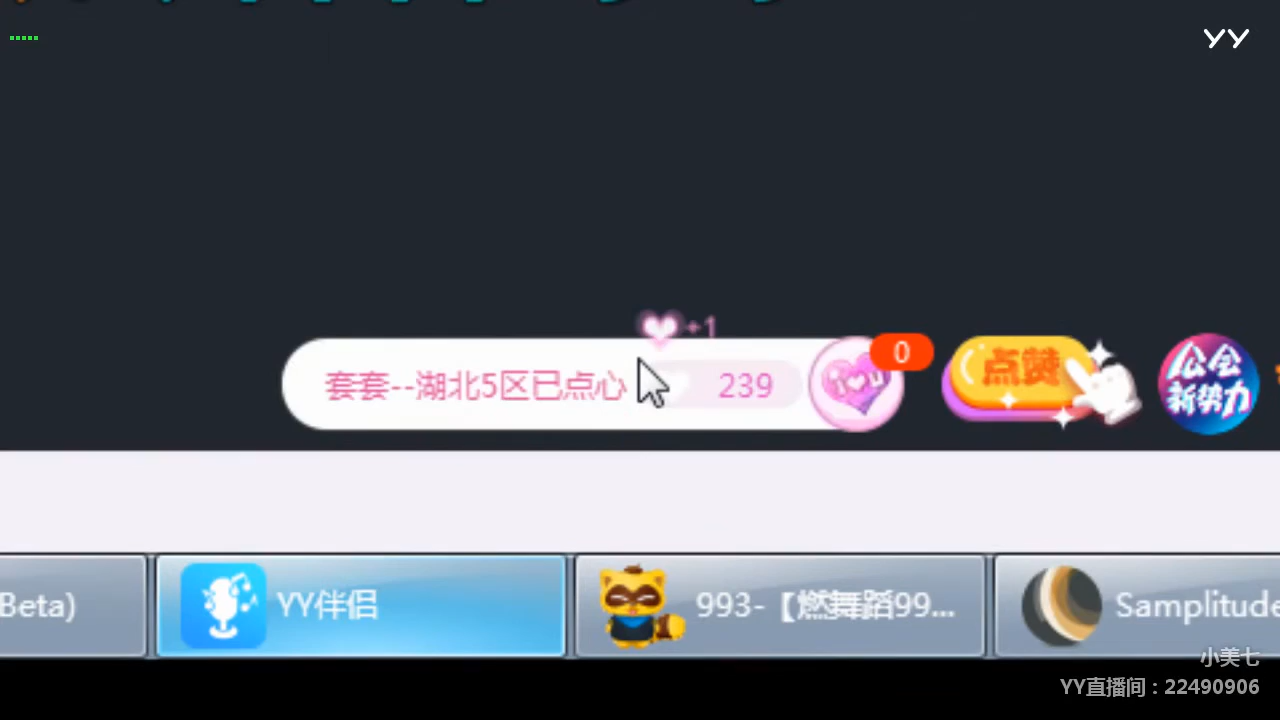 YY
+1
0
套套--湖北5区已点心
239
I U
点赞
公会
新势力
Beta)
YY伴侣
993-【燃舞蹈99...
Samplitude
小美七
YY直播间：22490906